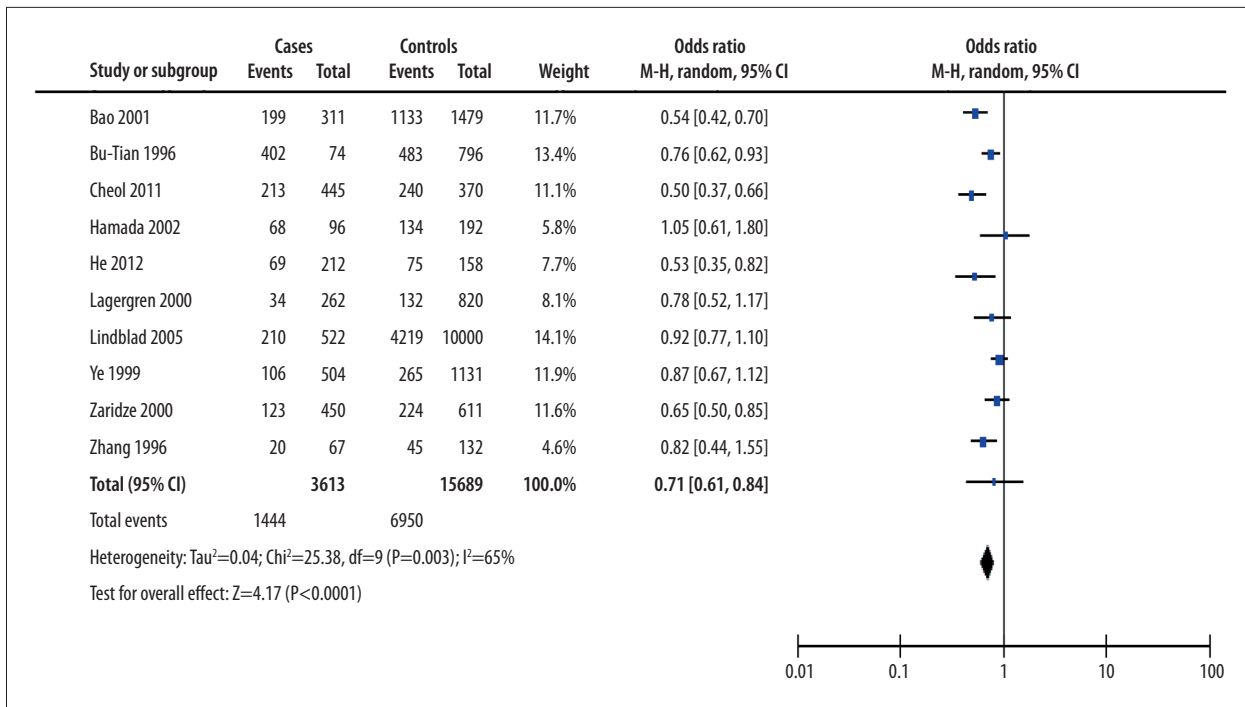 Cases Controls Odds ratio Odds ratio
Study or subgroup Events Total Events Total Weight M-H, random, 95% CI M-H, random, 95% CI
Bao 2001 199 311 1133 1479 11.7% 0.54 [0.42, 0.70]
Bu-Tian 1996 402 74 483 796 13.4% 0.76 [0.62, 0.93]
Cheol 2011 213 445 240 370 11.1% 0.50 [0.37, 0.66]
Hamada 2002 68 96 134 192 5.8% 1.05 [0.61, 1.80]
He 2012 69 212 75 158 7.7% 0.53 [0.35, 0.82]
Lagergren 2000 34 262 132 820 8.1% 0.78 [0.52, 1.17]
Lindblad 2005 210 522 4219 10000 14.1% 0.92 [0.77, 1.10]
Ye 1999 106 504 265 1131 11.9% 0.87 [0.67, 1.12]
Zaridze 2000 123 450 224 611 11.6% 0.65 [0.50, 0.85]
Zhang 1996 20 67 45 132 4.6% 0.82 [0.44, 1.55]
Total (95% CI) 3613 15689 100.0% 0.71 [0.61, 0.84]
Total events 1444 6950
Heterogeneity: Tau²=0.04; Chi²=25.38, df=9 (P=0.003); I²=65%
Test for overall effect: Z=4.17 (P<0.0001)
0.01 0.1 1 10 100